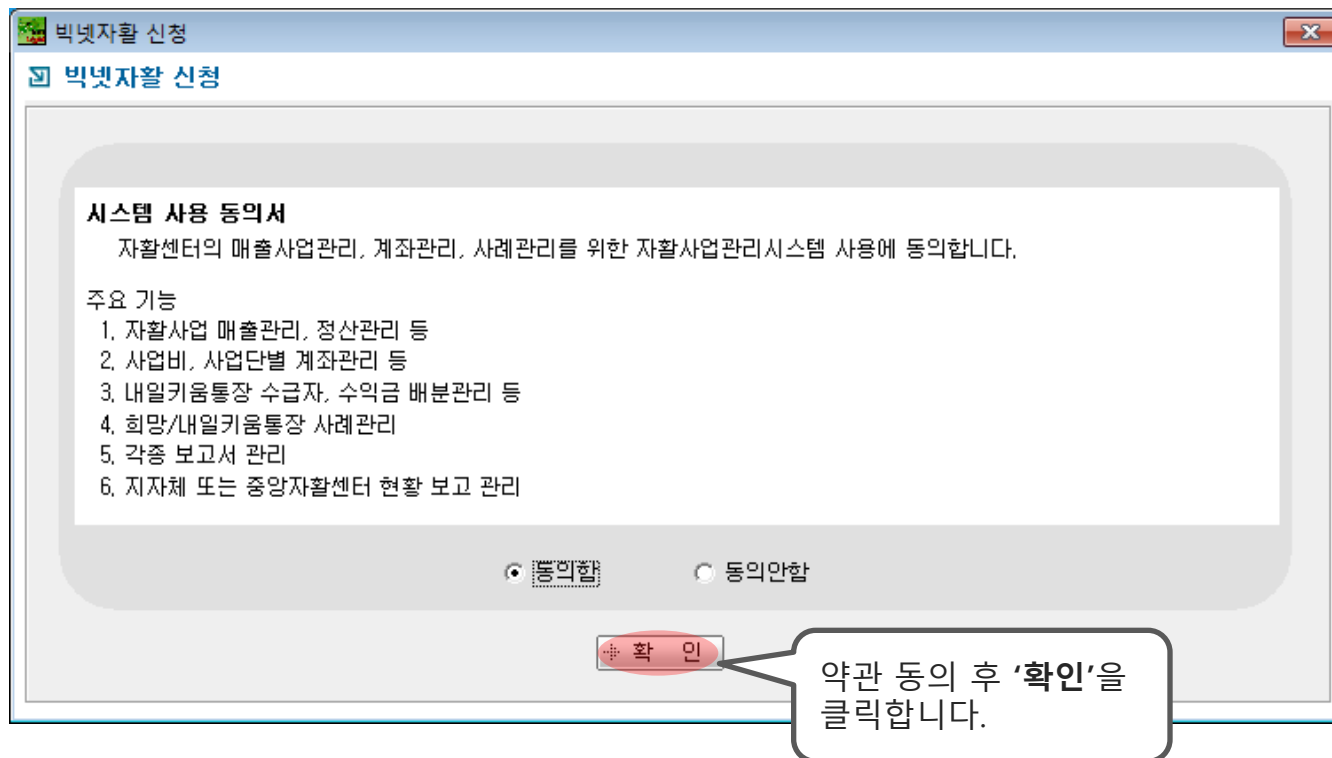 빅넷자활 신청
빅넷자활 신청
시스템 사용 동의서
자활센터의 매출사업관리, 계좌관리, 사례관리를 위한 자활사업관리시스템 사용에 동의합니다.
주요 기능
1. 자활사업 매출관리, 정산관리 등
2. 사업비, 사업단별 계좌관리 등
3. 내일키움통장 수급자, 수익금 배분관리 등
4. 희망/내일키움통장 사례관리
5. 각종 보고서 관리
6. 지자체 또는 중앙자활센터 현황 보고 관리
동의함 동의안함
확 인
약관 동의 후 ‘확인’을
클릭합니다.